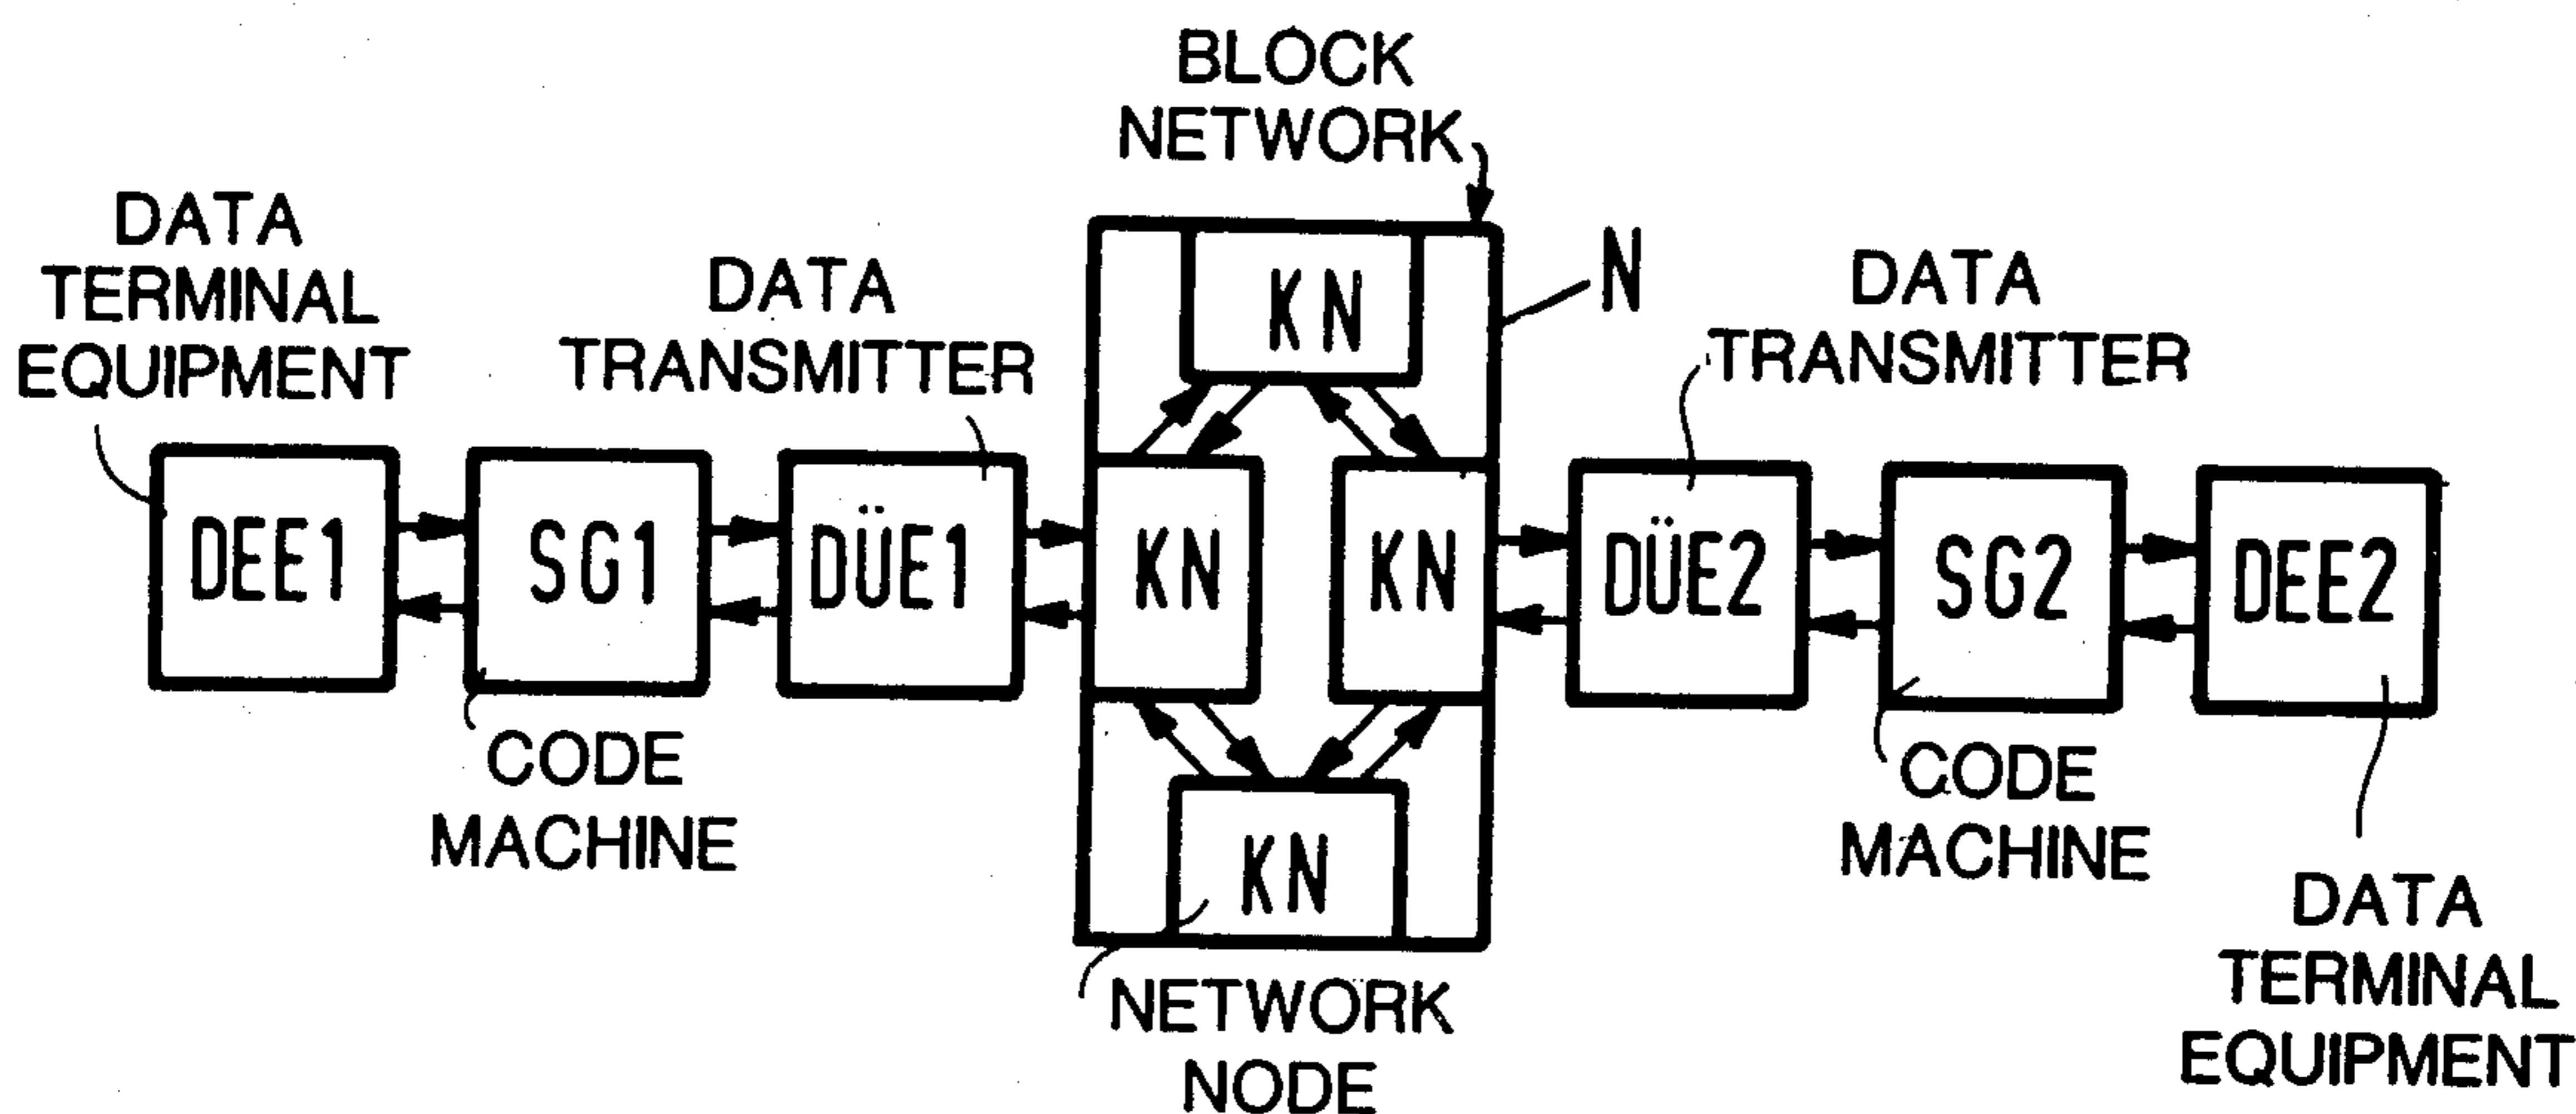 BLOCK
NETWORK
N
DATA
TERMINAL
EQUIPMENT
DATA
TRANSMITTER
DATA
TRANSMITTER
KN
DEE1
SG1
DÜE1
KN
KN
DÜE2
SG2
DEE2
CODE
MACHINE
KN
CODE
MACHINE
NETWORK
NODE
DATA
TERMINAL
EQUIPMENT